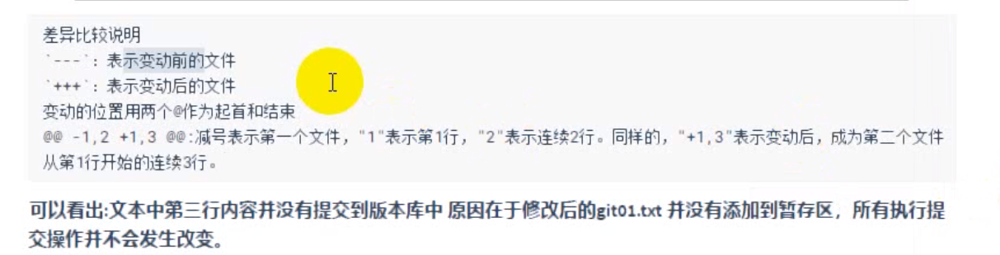 差异比较说明
`---`: 表示变动前的文件
`+++`: 表示变动后的文件
变动的位置用两个@作为起首和结束
@@ -1,2 +1,3 @@:减号表示第一个文件，"1"表示第1行，"2"表示连续2行。同样的，"+1,3"表示变动后，成为第二个文件
从第1行开始的连续3行。
可以看出:文本中第三行内容并没有提交到版本库中 原因在于修改后的git01.txt 并没有添加到暂存区，所有执行提
交操作并不会发生改变。